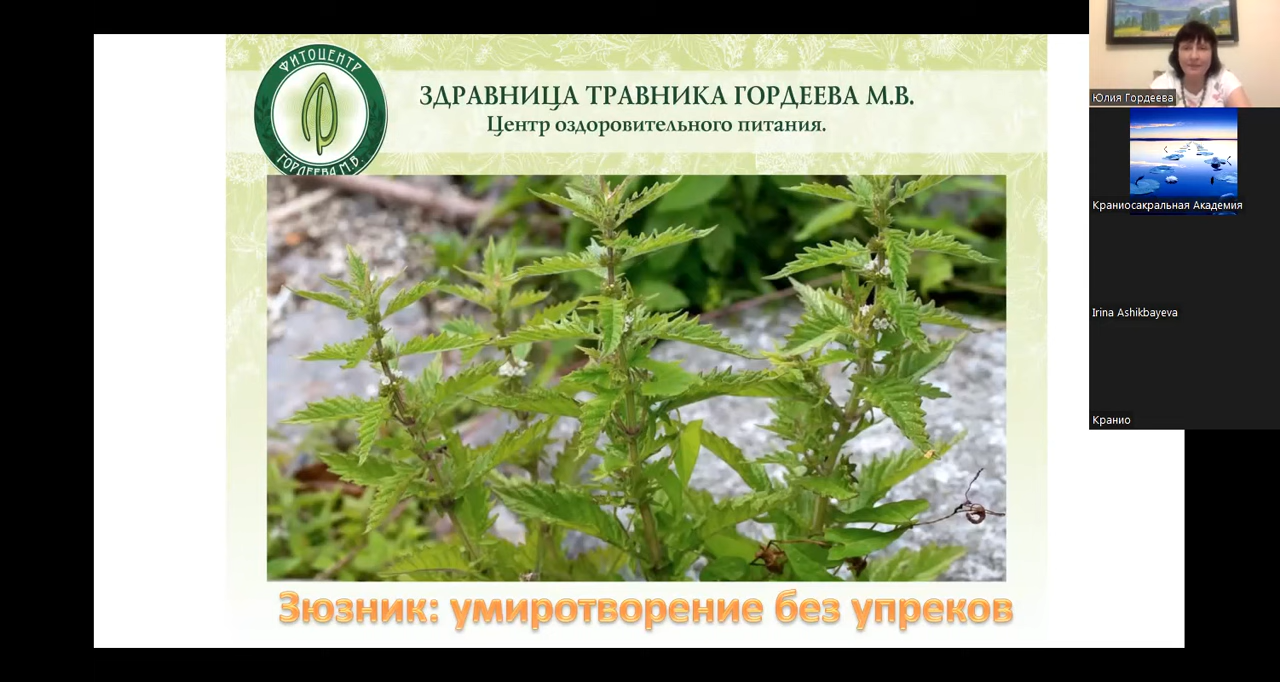 ФИТОЦЕНТР
ГОРДЕЕВА М.В.
ЗДРАВНИЦА ТРАВНИКА ГОРДЕЕВА М.В.
Центр оздоровительного питания.
Зюзник: умиротворение без упреков
Юлия Гордеева
Краниосакральная Академия
Irina Ashikbayeva
Кранио